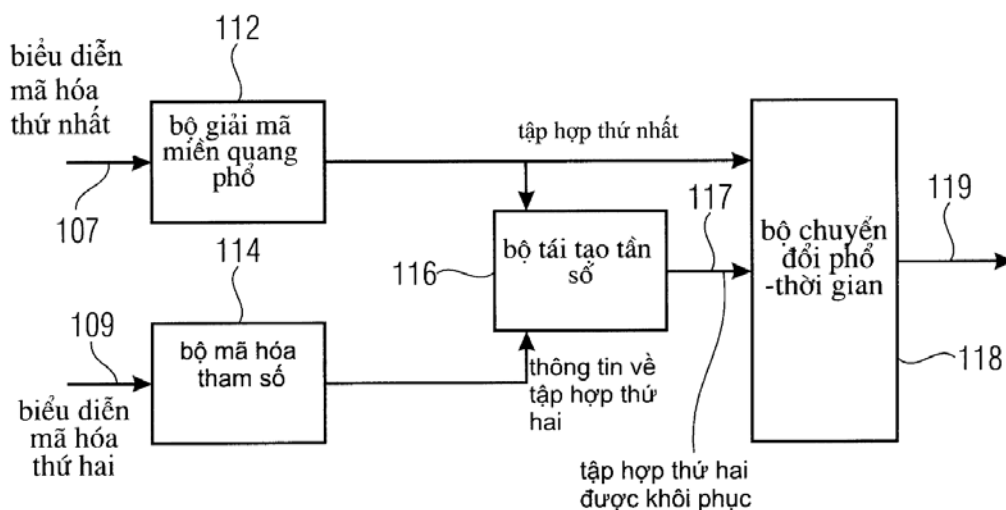 112
biểu diễn
mã hóa
thứ nhất
bộ giải mã
miền quang
phổ
tập hợp thứ nhất
107
117
119
bộ tái tạo tần
số
bộ chuyển
đổi phổ
-thời gian
114
116
109
bộ mã hóa
tham số
thông tin về
tập hợp thứ
hai
118
biểu diễn
mã hóa
thứ hai
tập hợp thứ hai
được khôi phục